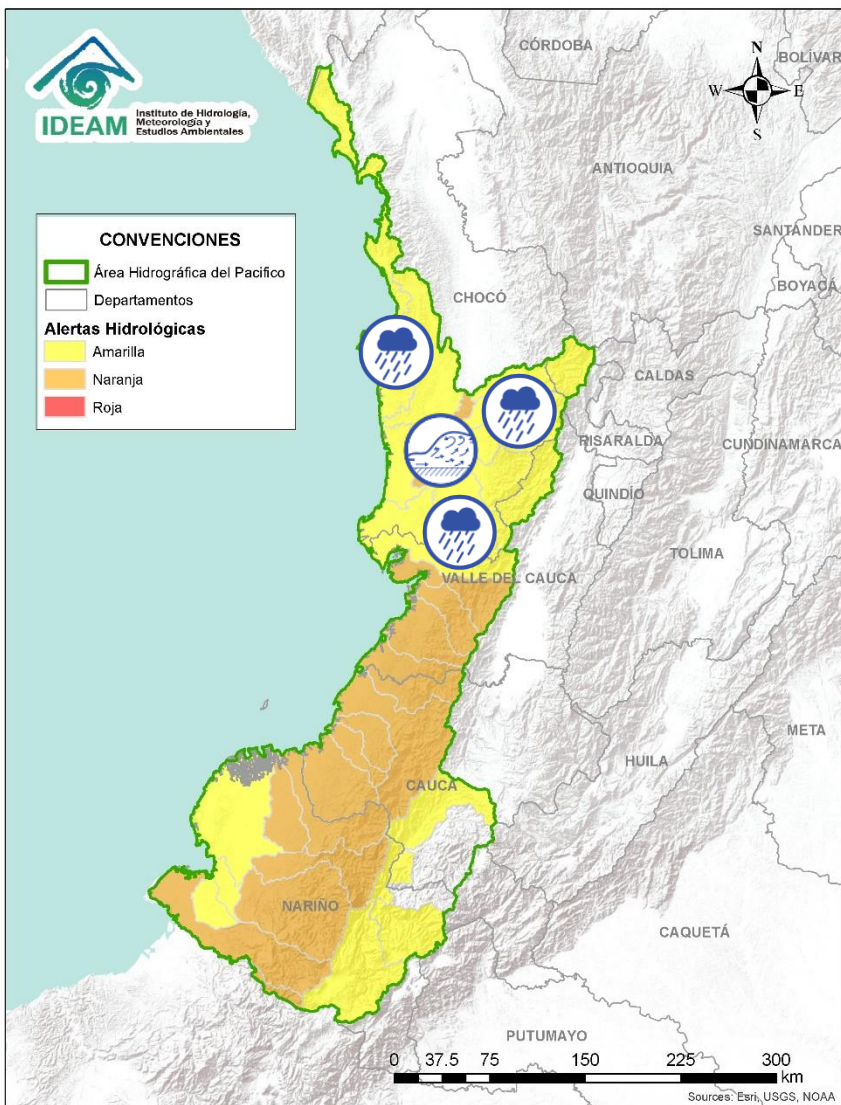 IDEAM
Instituto de Hidrología,
Meteorología y
Estudios Ambientales
CÓRDOBA
BOLÍVAR
N
W
E
S
ANTIOQUIA
SANTANDER
BOYACÁ
CONVENCIONES
Área Hidrográfica del Pacifico
Departamentos
Alertas Hidrológicas
Amarilla
Naranja
Roja
CHOCÓ
CALDAS
RISARALDA
CUNDINAMARCA
QUINDÍO
TOLIMA
VALLE DEL CAUCA
META
HUILA
CAUCA
NARIÑO
CAQUETÁ
PUTUMAYO
0 37.5 75 150 225 300
km
Sources: Esri, USGS, NOAA